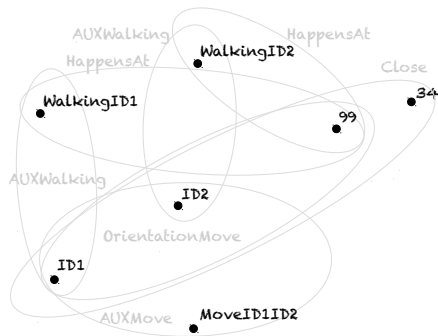 AUXWalking
HappensAt
WalkingID2
HappensAt
Close
34
WalkingID1
99
AUXWalking
ID2
OrientationMove
ID1
AUXMove
MoveID1ID2